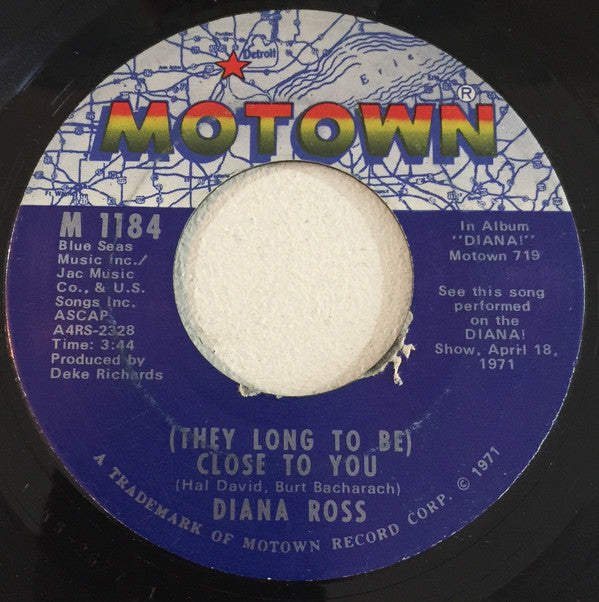 Detroit
Erie
MOTOWN®
M 1184
Blue Seas
Music Inc./
Jac Music
Co., & U.S.
Songs Inc.
ASCAP
A4RS-2328
Time: 3:44
Produced by
Deke Richards
In Album
"DIANA!"
Motown 719
See this song
performed
on the
DIANA!
Show, April 18,
1971
(THEY LONG TO BE)
CLOSE TO YOU
(Hal David, Burt Bacharach)
DIANA ROSS
A TRADEMARK OF MOTOWN RECORD CORP. © 1971